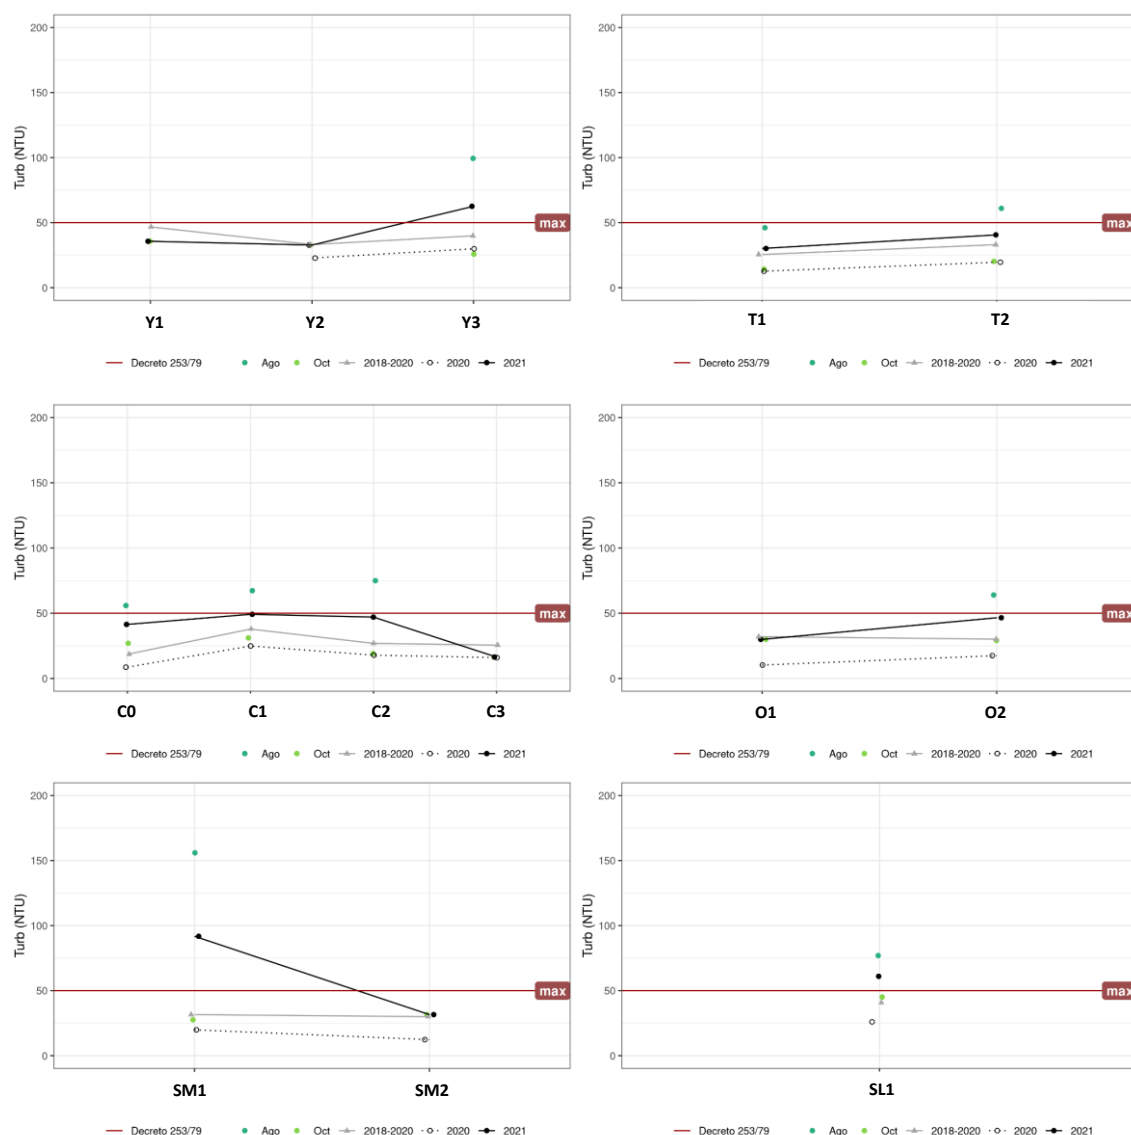 200
150
100
50
0
Turb (NTU)
max
Y1 Y2 Y3
Decreto 253/79 Ago Oct 2018-2020 2020 2021
200
150
100
50
0
Turb (NTU)
max
T1 T2
Decreto 253/79 Ago Oct 2018-2020 2020 2021
200
150
100
50
0
Turb (NTU)
max
C0 C1 C2 C3
Decreto 253/79 Ago Oct 2018-2020 2020 2021
200
150
100
50
0
Turb (NTU)
max
O1 O2
Decreto 253/79 Ago Oct 2018-2020 2020 2021
200
150
100
50
0
Turb (NTU)
max
SM1 SM2
Decreto 253/79 Ago Oct 2018-2020 2020 2021
200
150
100
50
0
Turb (NTU)
max
SL1
Decreto 253/79 Ago Oct 2018-2020 2020 2021